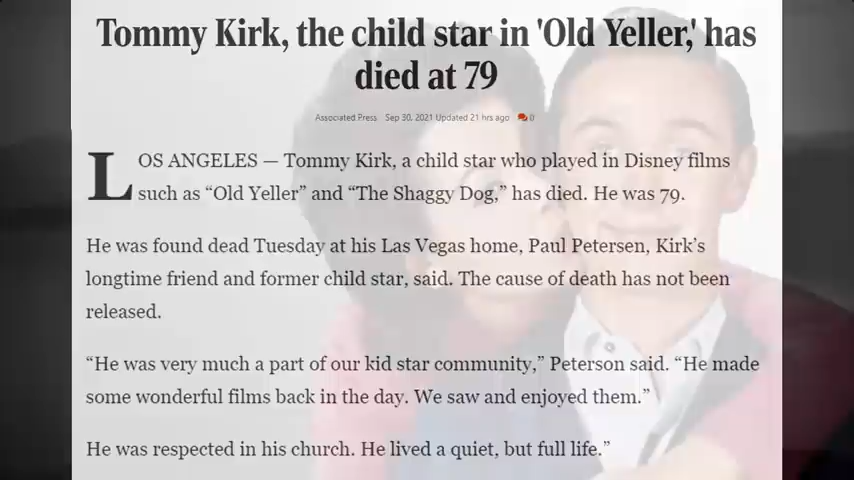 Tommy Kirk, the child star in 'Old Yeller,' has
died at 79
Associated Press Sep 30, 2021 Updated 21 hrs ago 0
LOS ANGELES — Tommy Kirk, a child star who played in Disney films
such as “Old Yeller” and “The Shaggy Dog,” has died. He was 79.
He was found dead Tuesday at his Las Vegas home, Paul Petersen, Kirk’s
longtime friend and former child star, said. The cause of death has not been
released.
“He was very much a part of our kid star community,” Peterson said. “He made
some wonderful films back in the day. We saw and enjoyed them.”
He was respected in his church. He lived a quiet, but full life.”